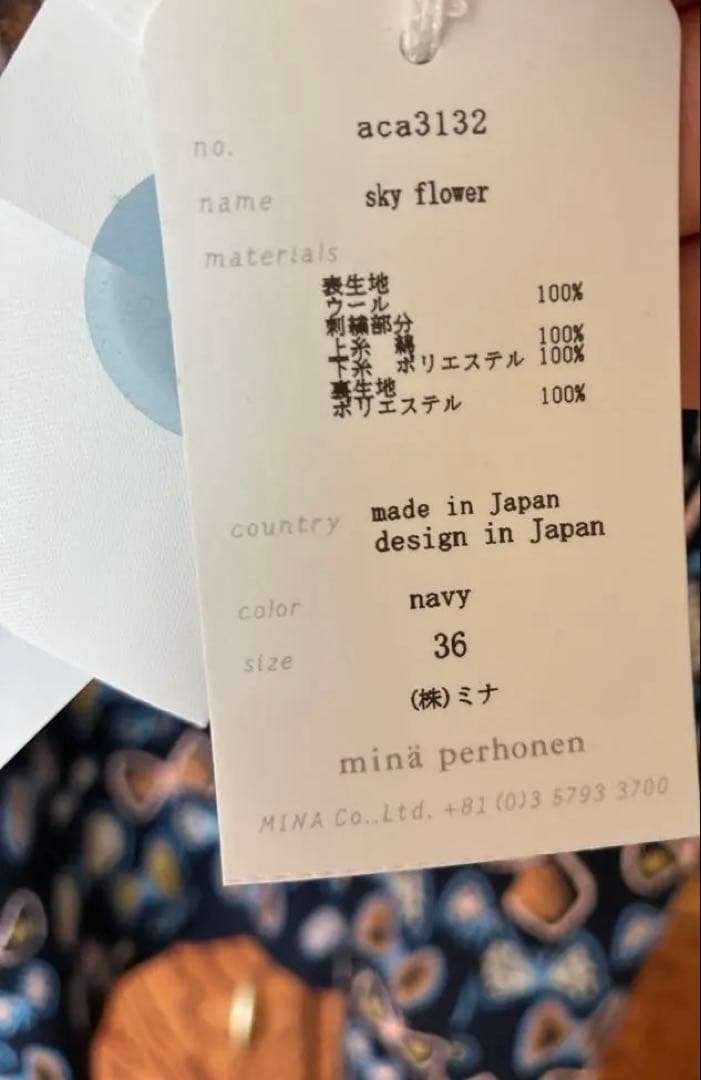 no. aca3132
name sky flower
materials
表生地
ウール 100%
刺繍部分
上糸 綿 100%
下糸 ポリエステル 100%
裏生地
ポリエステル 100%
country made in Japan
design in Japan
color navy
size 36
(株)ミナ
minä perhonen
MINA Co.,Ltd. +81(0)3 5793 3700